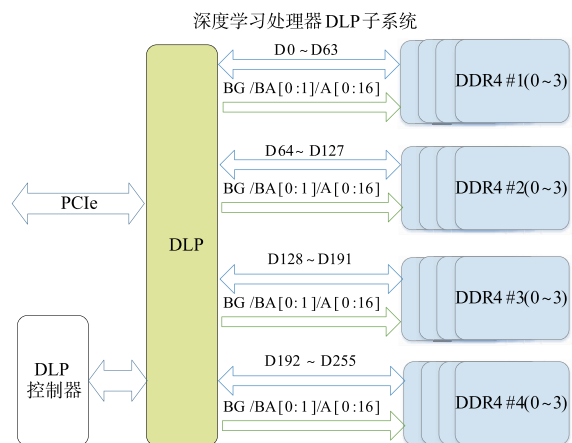 深度学习处理器DLP子系统
D0~D63
BG /BA[0:1]/A[0:16]
DDR4 #1(0~3)
D64~ D127
BG /BA[0:1]/A[0:16]
DDR4 #2(0~3)
PCIe
DLP
D128~D191
BG /BA[0:1]/A[0:16]
DDR4 #3(0~3)
DLP
控制器
D192 ~ D255
BG /BA[0:1]/A[0:16]
DDR4 #4(0~3)